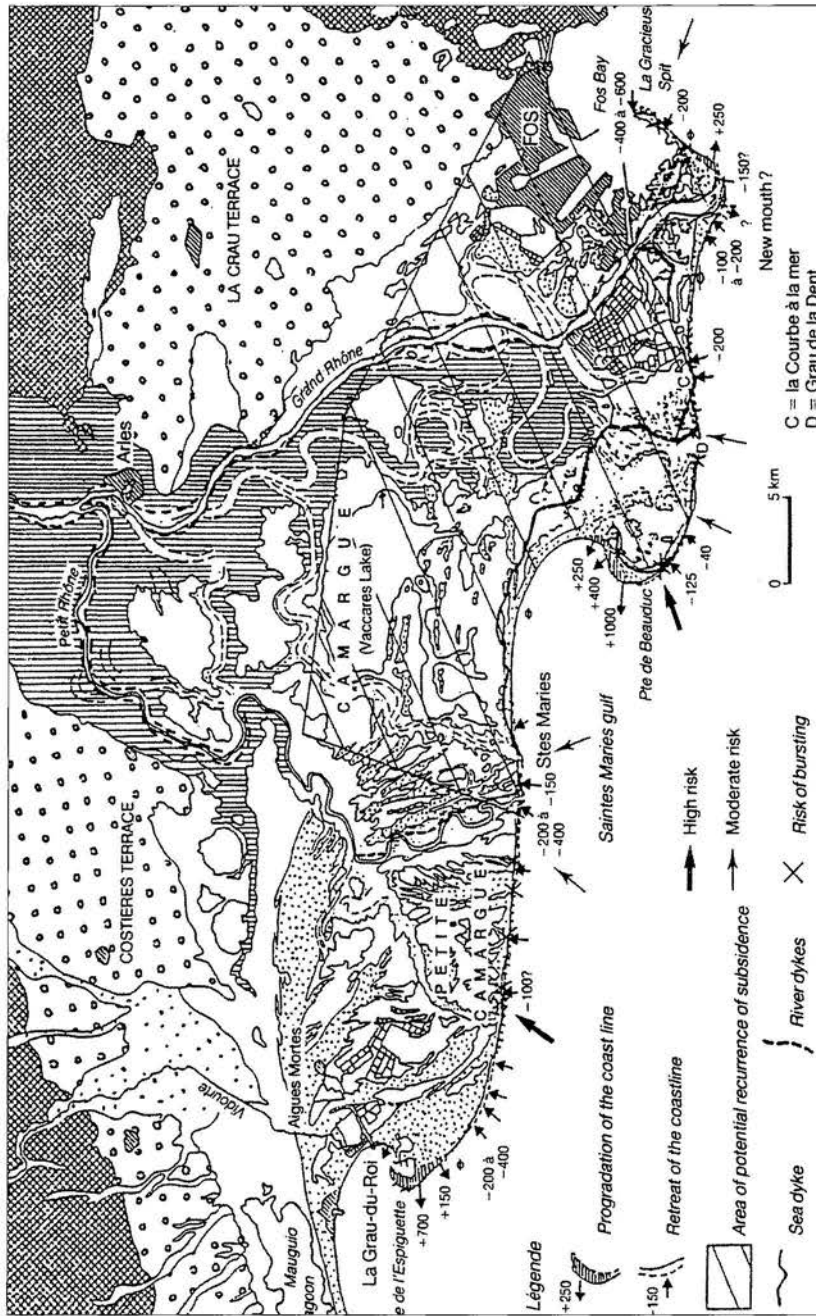 LA CRAU TERRACE
COSTIERES TERRACE
Arles
Petit Rhône
Grand Rhône
Vidourle
FOS
Fos Bay
La Gracieuse
Spit
-400 à -600
-200
+250
-150?
?
New mouth?
-100
à -200
-200
C
D
CAMARGUE
(Vaccares Lake)
+250
+400
+1000
Pte de Beauduc
-125
-40
Stes Maries
-150
-200 à
-400
Saintes Maries gulf
PETITE
CAMARGUE
-100?
Aigues Mortes
Mauguio
agoon
La Grau-du-Roi
e de l'Espiguette
+700
+150
-200 à
-400
0 5 km
C = la Courbe à la mer
D = Grau de la Dent
Légende
+250 Progradation of the coast line
-150 Retreat of the coastline
Area of potential recurrence of subsidence
Sea dyke
River dykes
High risk
Moderate risk
Risk of bursting